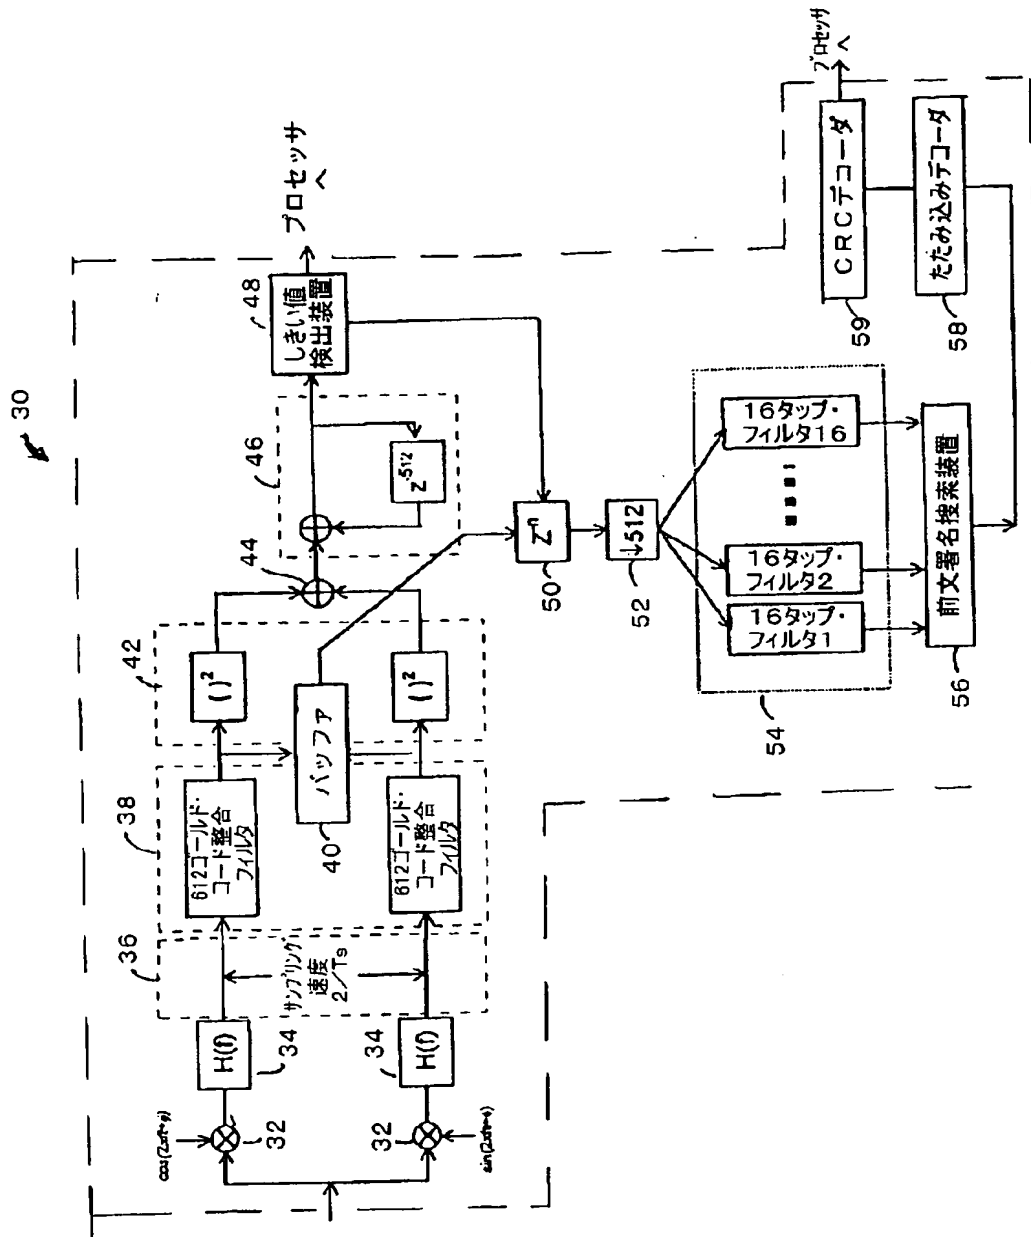 30
プロセッサ
へ
48
しきい値
検出装置
46
Z-512
44
42
( )²
( )²
バッファ
40
38
612ゴールド・
コード整合
フィルタ
612ゴールド・
コード整合
フィルタ
36
サンプリング
速度
2/Ts
H(f)
34
H(f)
34
32
32
Z-n
50
↓512
52
16タップ・
フィルタ1
16タップ・
フィルタ2
16タップ・
フィルタ16
54
前文署名捜索装置
56
たたみ込みデコーダ
58
CRCデコーダ
59
プロセッサ
へ